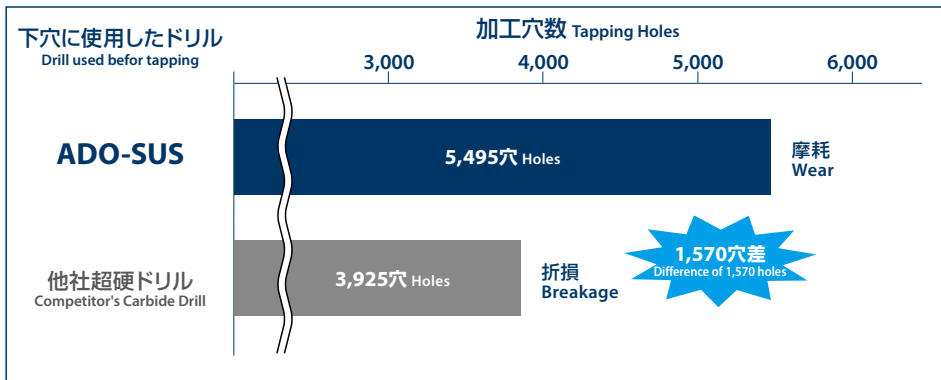 下穴に使用したドリル
Drill used befor tapping
加工穴数 Tapping Holes
3,000
4,000
5,000
6,000
ADO-SUS
5,495穴 Holes
摩耗
Wear
他社超硬ドリル
Competitor's Carbide Drill
3,925穴 Holes
折損
Breakage
1,570穴差
Difference of 1,570 holes